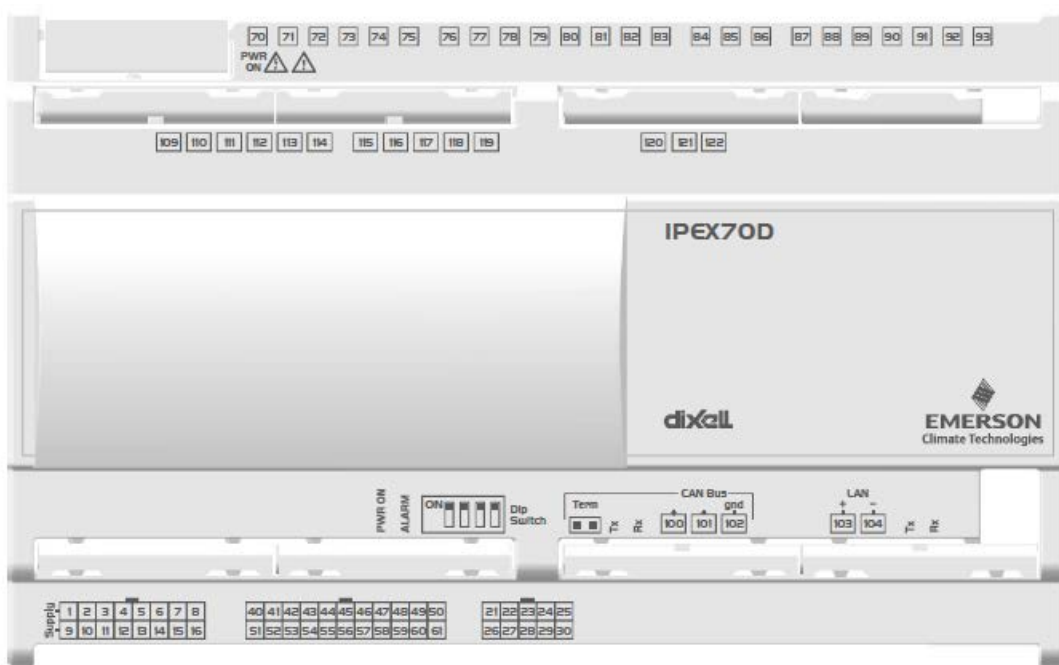 70 71 72 73 74 75 76 77 78 79 80 81 82 83 84 85 86 87 88 89 90 91 92 93
PWR
ON
109 110 111 112 113 114 115 116 117 118 119 120 121 122
IPEX70D
dixell
EMERSON
Climate Technologies
PWR ON
ALARM
ON
Dip
Switch
Term
Tx
Rx
CAN Bus
gnd
100 101 102
LAN
+ -
103 104
Tx
Rx
Supply
1 2 3 4 5 6 7 8
9 10 11 12 13 14 15 16
40 41 42 43 44 45 46 47 48 49 50
51 52 53 54 55 56 57 58 59 60 61
21 22 23 24 25
26 27 28 29 30